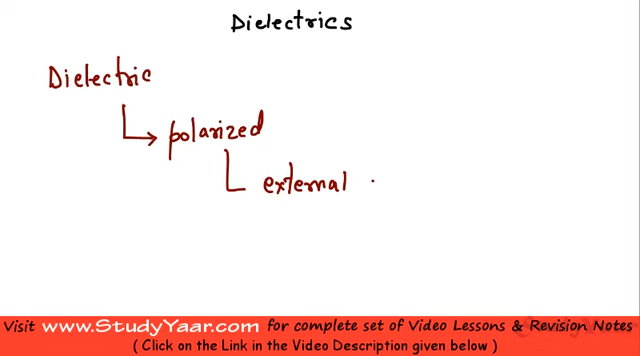 Dielectrics
Dielectric
polarized
external
Visit www.StudyYaar.com for complete set of Video Lessons & Revision Notes
( Click on the Link in the Video Description given below )